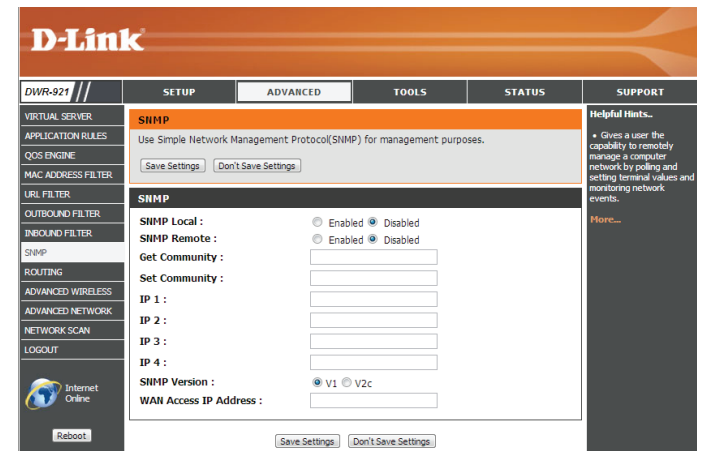 D-Link
DWR-921
SETUP
ADVANCED
TOOLS
STATUS
SUPPORT
VIRTUAL SERVER
APPLICATION RULES
QOS ENGINE
MAC ADDRESS FILTER
URL FILTER
OUTBOUND FILTER
INBOUND FILTER
SNMP
ROUTING
ADVANCED WIRELESS
ADVANCED NETWORK
NETWORK SCAN
LOGOUT
Internet
Online
Reboot
SNMP
Use Simple Network Management Protocol(SNMP) for management purposes.
Save Settings Don't Save Settings
SNMP
SNMP Local : Enabled Disabled
SNMP Remote : Enabled Disabled
Get Community :
Set Community :
IP 1 :
IP 2 :
IP 3 :
IP 4 :
SNMP Version : V1 V2c
WAN Access IP Address :
Save Settings Don't Save Settings
Helpful Hints..
• Gives a user the
capability to remotely
manage a computer
network by polling and
setting terminal values and
monitoring network
events.
More...